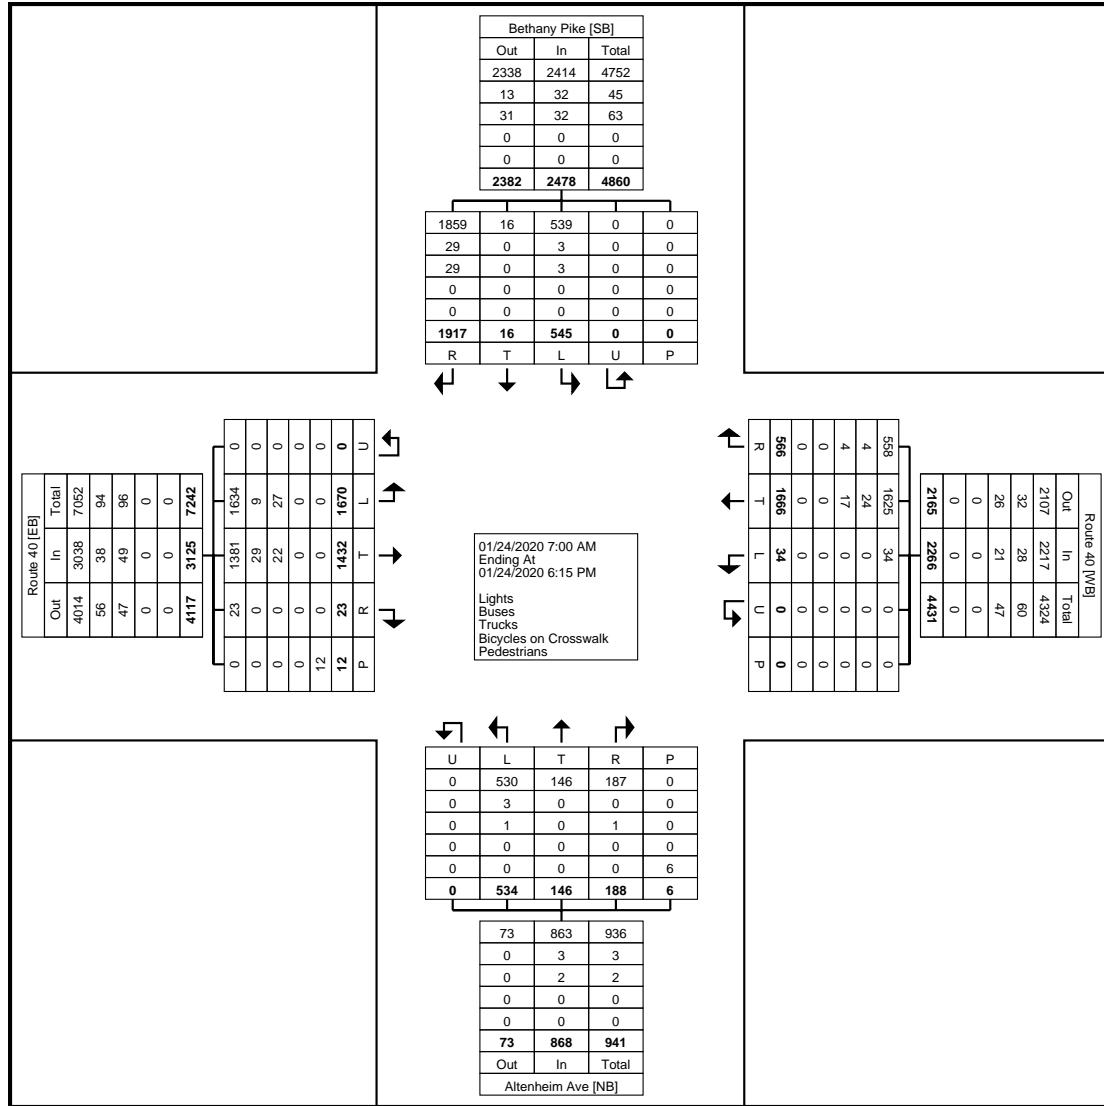 Bethany Pike [SB]
Out In Total
2338 2414 4752
13 32 45
31 32 63
0 0 0
0 0 0
2382 2478 4860
1859 16 539 0 0
29 0 3 0 0
29 0 3 0 0
0 0 0 0 0
0 0 0 0 0
1917 16 545 0 0
R T L U P
Route 40 [EB]
Total 7052 94 96 0 0 7242
In 3038 38 49 0 0 3125
Out 4014 56 47 0 0 4117
0 0 0 0 0 0 U
1634 9 27 0 0 1670 L
1381 29 22 0 0 1432 T
23 0 0 0 0 23 R
0 0 0 0 12 12 P
01/24/2020 7:00 AM
Ending At
01/24/2020 6:15 PM
Lights
Buses
Trucks
Bicycles on Crosswalk
Pedestrians
R 566 0 0 4 4 558
T 1666 0 0 17 24 1625
L 34 0 0 0 0 34
U 0 0 0 0 0 0
P 0 0 0 0 0 0
2165 0 0 26 32 2107 Out
2266 0 0 21 28 2217 In
4431 0 0 47 60 4324 Total
Route 40 [WB]
U L T R P
0 530 146 187 0
0 3 0 0 0
0 1 0 1 0
0 0 0 0 0
0 0 0 0 6
0 534 146 188 6
73 863 936
0 3 3
0 2 2
0 0 0
0 0 0
73 868 941
Out In Total
Altenheim Ave [NB]